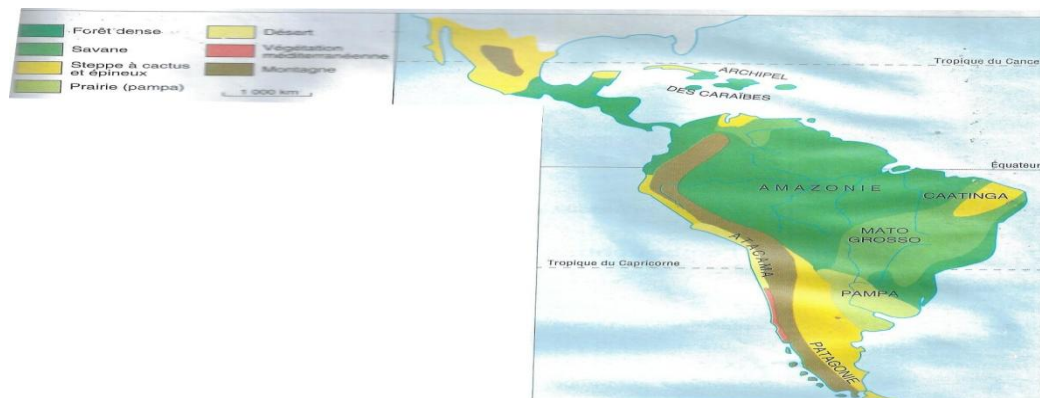 Forêt dense
Savane
Steppe à cactus
et épineux
Prairie (pampa)
Désert
Végétation
méditerranéenne
Montagne
1 000 km
Tropique du Cance
ARCHIPEL
DES CARAÏBES
Équateur
AMAZONIE
CAATINGA
MATO
GROSSO
ATACAMA
Tropique du Capricorne
PAMPA
PATAGONIE